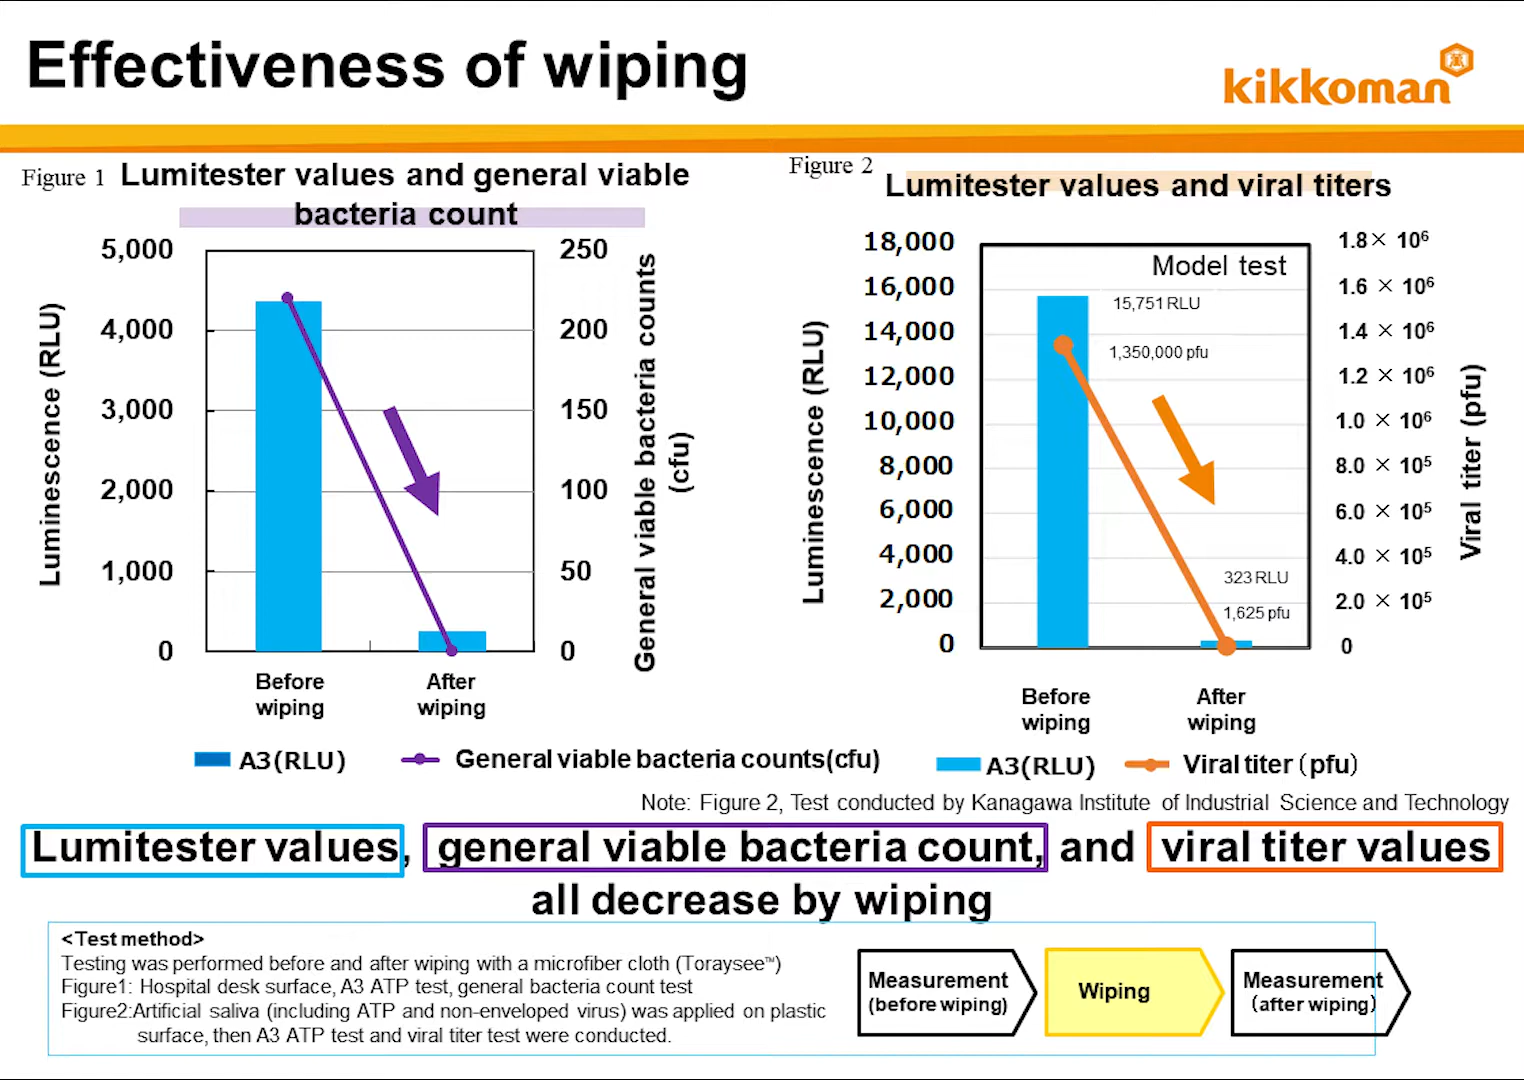 Effectiveness of wiping
kikkoman
Figure 1
Lumitester values and general viable
bacteria count
5,000
4,000
3,000
2,000
1,000
0
Luminescence (RLU)
250
200
150
100
50
0
General viable bacteria counts
(cfu)
Before
wiping
After
wiping
A3(RLU)
General viable bacteria counts(cfu)
Figure 2
Lumitester values and viral titers
18,000
16,000
14,000
12,000
10,000
8,000
6,000
4,000
2,000
0
Luminescence (RLU)
Model test
15,751 RLU
1,350,000 pfu
323 RLU
1,625 pfu
1.8× 10⁶
1.6 × 10⁶
1.4 × 10⁶
1.2 × 10⁶
1.0 × 10⁶
8.0 × 10⁵
6.0 × 10⁵
4.0 × 10⁵
2.0 × 10⁵
0
Viral titer (pfu)
Before
wiping
After
wiping
A3(RLU)
Viral titer（pfu）
Note: Figure 2, Test conducted by Kanagawa Institute of Industrial Science and Technology
Lumitester values, general viable bacteria count, and viral titer values
all decrease by wiping
<Test method>
Testing was performed before and after wiping with a microfiber cloth (Toraysee™)
Figure1: Hospital desk surface, A3 ATP test, general bacteria count test
Figure2:Artificial saliva (including ATP and non-enveloped virus) was applied on plastic
surface, then A3 ATP test and viral titer test were conducted.
Measurement
(before wiping)
Wiping
Measurement
（after wiping）